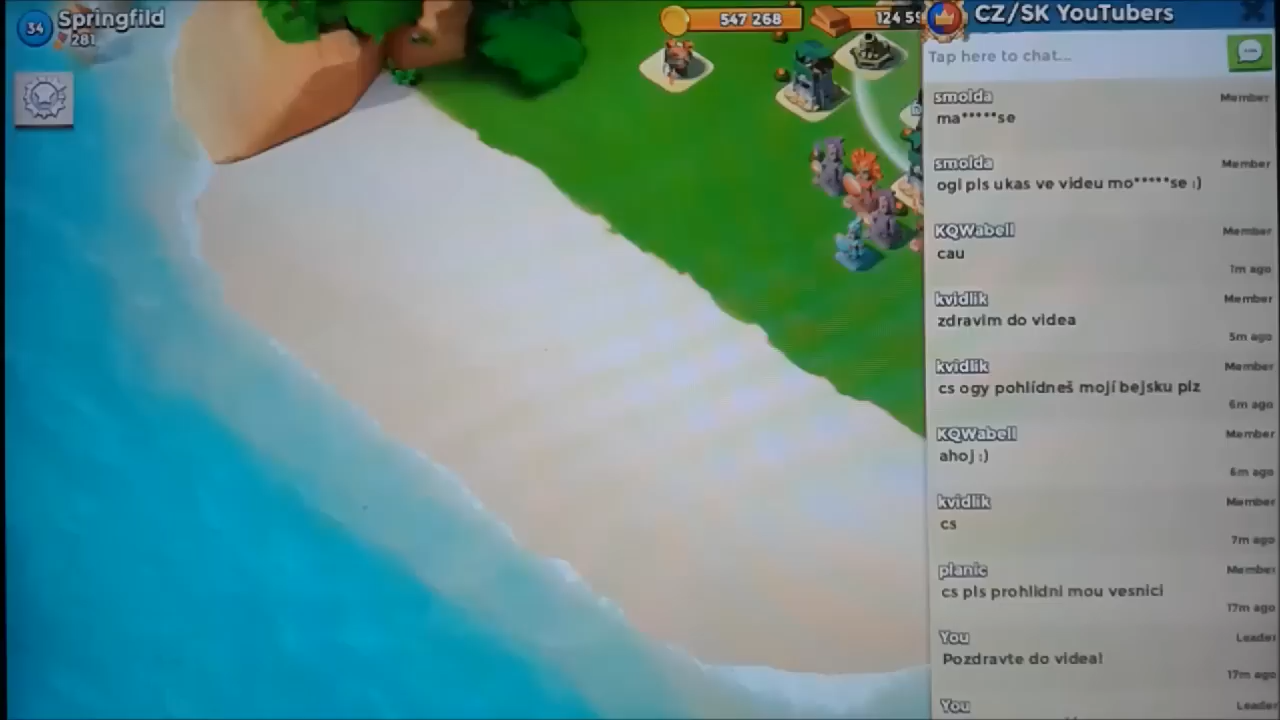 34
Springfild
281
547 268
124 59
CZ/SK YouTubers
Tap here to chat...
smolda
Member
ma*****se
smolda
Member
ogi pls ukas ve videu mo*****se :)
KQWabell
Member
cau
1m ago
kvidlik
Member
zdravim do videa
5m ago
kvidlik
Member
cs ogy pohlídneš mojí bejsku plz
6m ago
KQWabell
Member
ahoj :)
6m ago
kvidlik
Member
cs
7m ago
planic
Member
cs pls prohlidni mou vesnici
17m ago
You
Leader
Pozdravte do videa!
17m ago
You
Leader